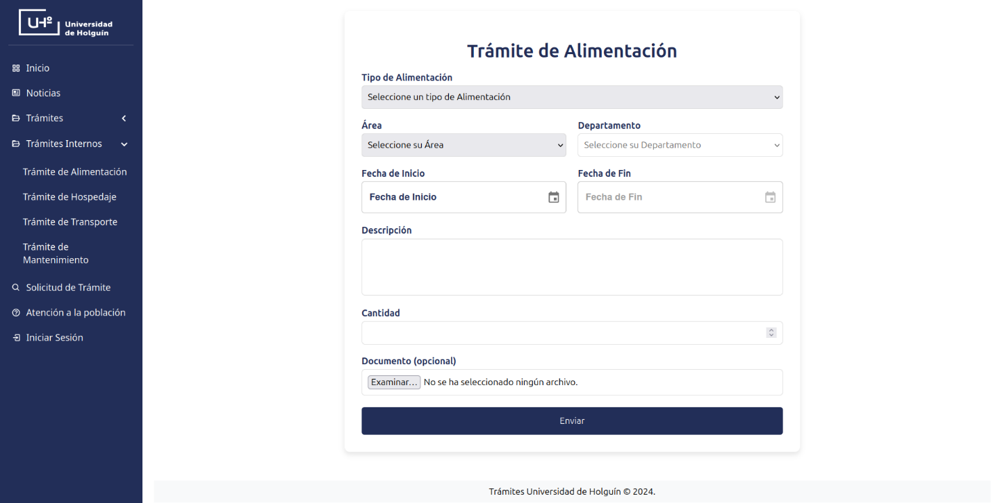 UHº Universidad
de Holguín
Inicio
Noticias
Trámites
Trámites Internos
Trámite de Alimentación
Trámite de Hospedaje
Trámite de Transporte
Trámite de
Mantenimiento
Solicitud de Trámite
Atención a la población
Iniciar Sesión
Trámite de Alimentación
Tipo de Alimentación
Seleccione un tipo de Alimentación
Área
Departamento
Seleccione su Área
Seleccione su Departamento
Fecha de Inicio
Fecha de Fin
Fecha de Inicio
Fecha de Fin
Descripción
Cantidad
Documento (opcional)
Examinar... No se ha seleccionado ningún archivo.
Enviar
Trámites Universidad de Holguín © 2024.